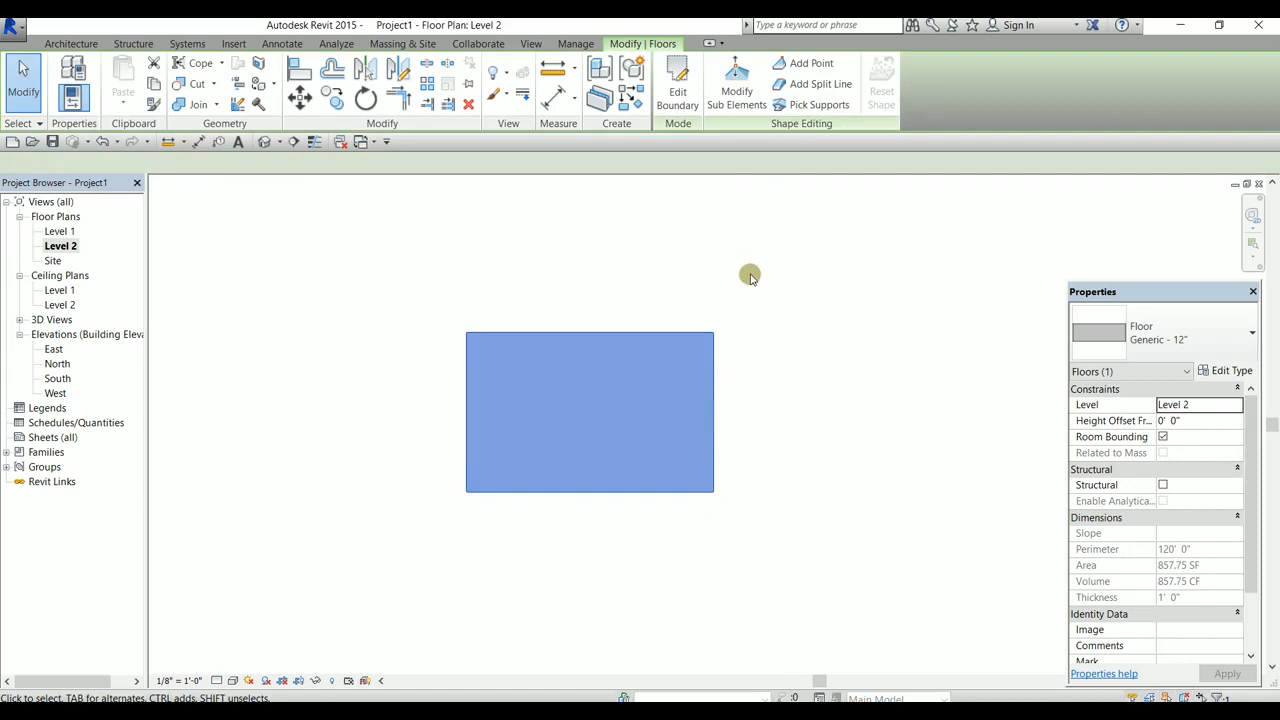 Autodesk Revit 2015 - Project1 - Floor Plan: Level 2
Type a keyword or phrase
Sign In
Architecture Structure Systems Insert Annotate Analyze Massing & Site Collaborate View Manage Modify | Floors
Modify
Select
Properties
Paste
Clipboard
Cope
Cut
Join
Geometry
Modify
View
Measure
Create
Edit
Boundary
Mode
Modify
Sub Elements
Add Point
Add Split Line
Pick Supports
Reset
Shape
Shape Editing
Project Browser - Project1
Views (all)
Floor Plans
Level 1
Level 2
Site
Ceiling Plans
Level 1
Level 2
3D Views
Elevations (Building Eleva
East
North
South
West
Legends
Schedules/Quantities
Sheets (all)
Families
Groups
Revit Links
2D
Properties
Floor
Generic - 12"
Floors (1)
Edit Type
Constraints
Level Level 2
Height Offset Fr... 0' 0"
Room Bounding
Related to Mass
Structural
Structural
Enable Analytica...
Dimensions
Slope
Perimeter 120' 0"
Area 857.75 SF
Volume 857.75 CF
Thickness 1' 0"
Identity Data
Image
Comments
Mark
Properties help
Apply
1/8" = 1'-0"
Click to select, TAB for alternates, CTRL adds, SHIFT unselects.
:0
Main Model
:1